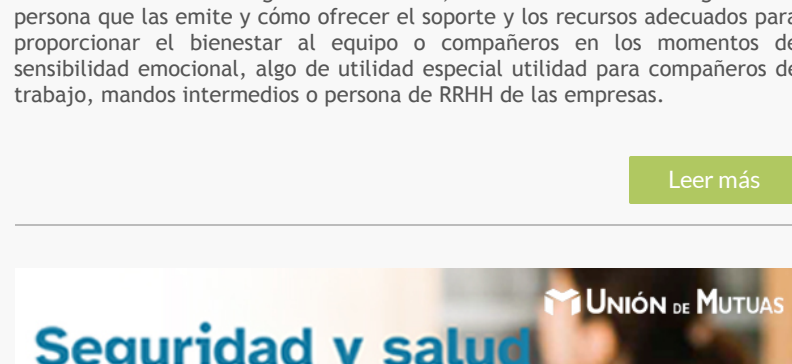 persona que las emite y cómo ofrecer el soporte y los recursos adecuados para
proporcionar el bienestar al equipo o compañeros en los momentos de
sensibilidad emocional, algo de utilidad especial utilidad para compañeros de
trabajo, mandos intermedios o persona de RRHH de las empresas.
Leer más
UNIÓN DE MUTUAS
Seguridad y salud